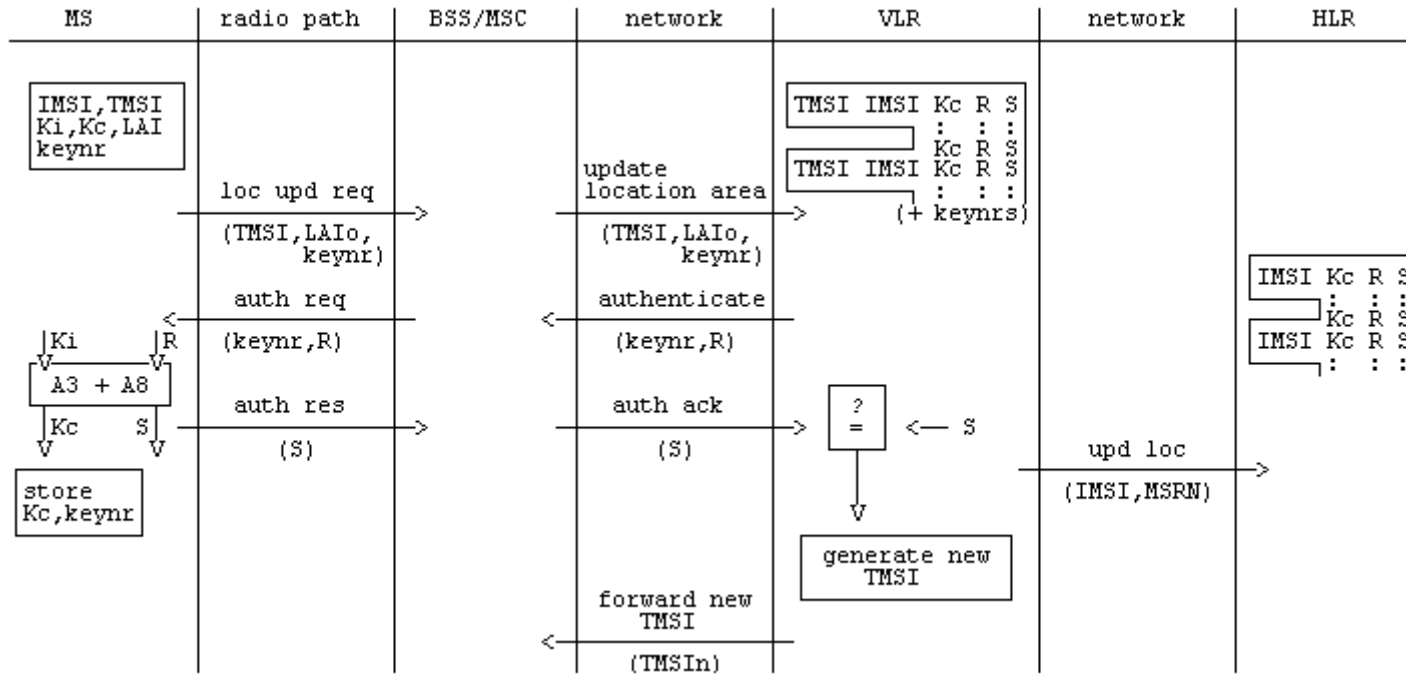 MS radio path BSS/MSC network VLR network HLR
IMSI,TMSI
Ki,Kc,LAI
keynr
TMSI IMSI Kc R S
: : :
Kc R S
TMSI IMSI Kc R S
: : :
(+ keynrs)
loc upd req
(TMSI,LAIo,
keynr)
update
location area
(TMSI,LAIo,
keynr)
IMSI Kc R S
: : :
Kc R S
IMSI Kc R S
: : :
auth req
(keynr,R)
authenticate
(keynr,R)
Ki R
A3 + A8
Kc S
auth res
(S)
auth ack
(S)
?
=
S
store
Kc,keynr
upd loc
(IMSI,MSRN)
generate new
TMSI
forward new
TMSI
(TMSIn)